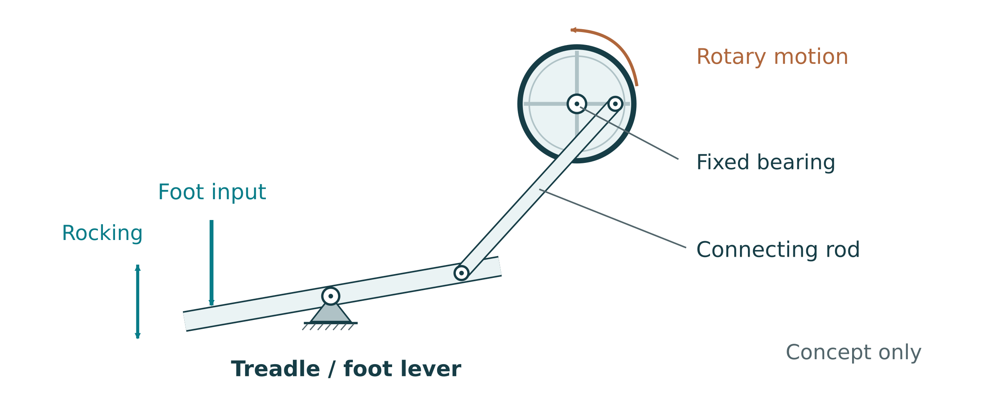 Rotary motion
Fixed bearing
Foot input
Rocking
Connecting rod
Concept only
Treadle / foot lever